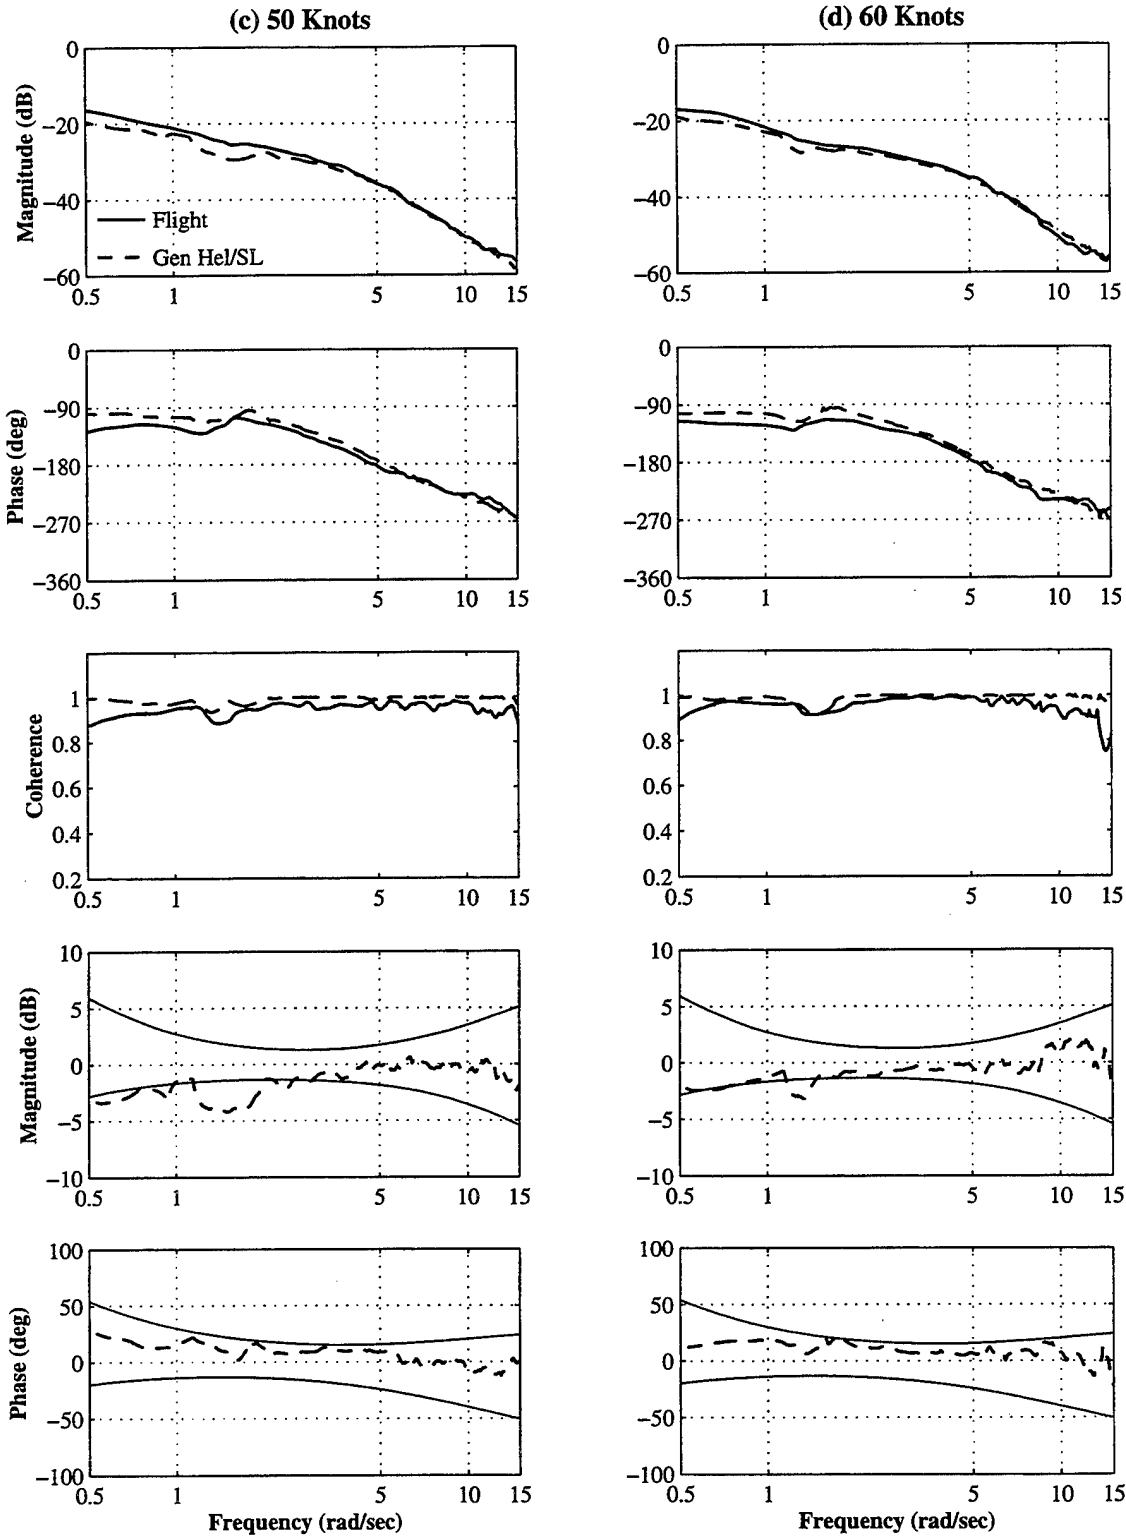 (c) 50 Knots
(d) 60 Knots
Magnitude (dB)
0
−20
−40
−60
Flight
Gen Hel/SL
0.5 1 5 10 15
0
−20
−40
−60
0.5 1 5 10 15
Phase (deg)
0
−90
−180
−270
−360
0.5 1 5 10 15
0
−90
−180
−270
−360
0.5 1 5 10 15
Coherence
1
0.8
0.6
0.4
0.2
0.5 1 5 10 15
1
0.8
0.6
0.4
0.2
0.5 1 5 10 15
Magnitude (dB)
10
5
0
−5
−10
0.5 1 5 10 15
10
5
0
−5
−10
0.5 1 5 10 15
Phase (deg)
100
50
0
−50
−100
0.5 1 5 10 15
Frequency (rad/sec)
100
50
0
−50
−100
0.5 1 5 10 15
Frequency (rad/sec)